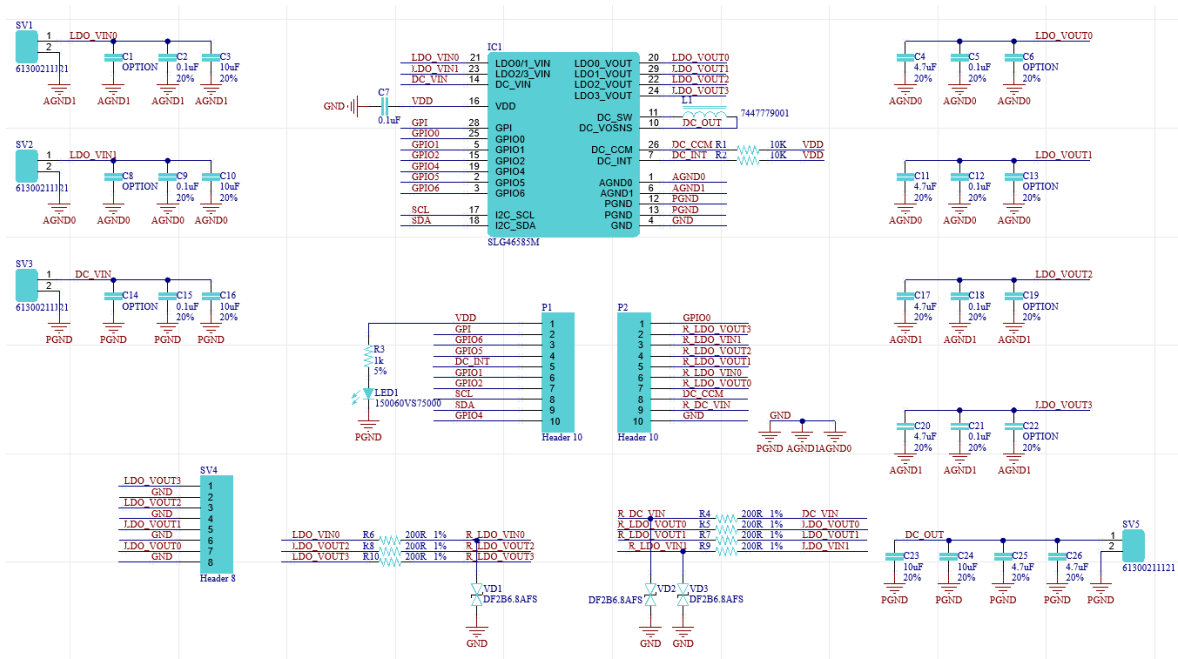 SV1
1 LDO_VIN0
2
61300211121
C1 OPTION
C2 0.1uF 20%
C3 10uF 20%
AGND1 AGND1 AGND1 AGND1
SV2
1 LDO_VIN1
2
61300211121
C8 OPTION
C9 0.1uF 20%
C10 10uF 20%
AGND0 AGND0 AGND0 AGND0
SV3
1 DC_VIN
2
61300211121
C14 OPTION
C15 0.1uF 20%
C16 10uF 20%
PGND PGND PGND PGND
IC1
LDO_VIN0 21 LDO0/1_VIN
LDO_VIN1 23 LDO2/3_VIN
DC_VIN 14 DC_VIN
GND C7 0.1uF VDD 16 VDD
GPI 28 GPI
GPIO0 25 GPIO0
GPIO1 5 GPIO1
GPIO2 15 GPIO2
GPIO4 19 GPIO4
GPIO5 2 GPIO5
GPIO6 3 GPIO6
SCL 17 I2C_SCL
SDA 18 I2C_SDA
LDO0_VOUT 20 LDO_VOUT0
LDO1_VOUT 29 LDO_VOUT1
LDO2_VOUT 22 LDO_VOUT2
LDO3_VOUT 24 LDO_VOUT3
L1 7447779001
DC_SW 11
DC_VOSNS 10 DC_OUT
DC_CCM 26 DC_CCM R1 10K VDD
DC_INT 7 DC_INT R2 10K VDD
AGND0 1 AGND0
AGND1 6 AGND1
PGND 12 PGND
PGND 13 PGND
GND 4 GND
SLG46585M
LDO_VOUT0
C4 4.7uF 20%
C5 0.1uF 20%
C6 OPTION 20%
AGND1 AGND1 AGND1
LDO_VOUT1
C11 4.7uF 20%
C12 0.1uF 20%
C13 OPTION 20%
AGND0 AGND0 AGND0
LDO_VOUT2
C17 4.7uF 20%
C18 0.1uF 20%
C19 OPTION 20%
AGND1 AGND1 AGND1
LDO_VOUT3
C20 4.7uF 20%
C21 0.1uF 20%
C22 OPTION 20%
AGND1 AGND1 AGND1
R3 1k 5%
LED1 150060VS75000
PGND
P1
VDD 1
GPI 2
GPIO6 3
GPIO5 4
DC_INT 5
GPIO1 6
GPIO2 7
SCL 8
SDA 9
GPIO4 10
Header 10
P2
1 GPIO0
2 R_LDO_VOUT3
3 R_LDO_VIN1
4 R_LDO_VOUT2
5 R_LDO_VOUT1
6 R_LDO_VIN0
7 R_LDO_VOUT0
8 DC_CCM
9 R_DC_VIN
10 GND
Header 10
GND
PGND AGND1 AGND0
SV4
LDO_VOUT3 1
GND 2
LDO_VOUT2 3
GND 4
LDO_VOUT1 5
GND 6
LDO_VOUT0 7
GND 8
Header 8
LDO_VIN0 R6 200R 1% R_LDO_VIN0
LDO_VOUT2 R8 200R 1% R_LDO_VOUT2
LDO_VOUT3 R10 200R 1% R_LDO_VOUT3
VD1 DF2B6.8AFS
GND
R_DC_VIN R4 200R 1% DC_VIN
R_LDO_VOUT0 R5 200R 1% LDO_VOUT0
R_LDO_VOUT1 R7 200R 1% LDO_VOUT1
R_LDO_VIN1 R9 200R 1% LDO_VIN1
DF2B6.8AFS VD2
VD3 DF2B6.8AFS
GND GND
DC_OUT
SV5
1
2
61300211121
C23 10uF 20%
C24 10uF 20%
C25 4.7uF 20%
C26 4.7uF 20%
PGND PGND PGND PGND PGND